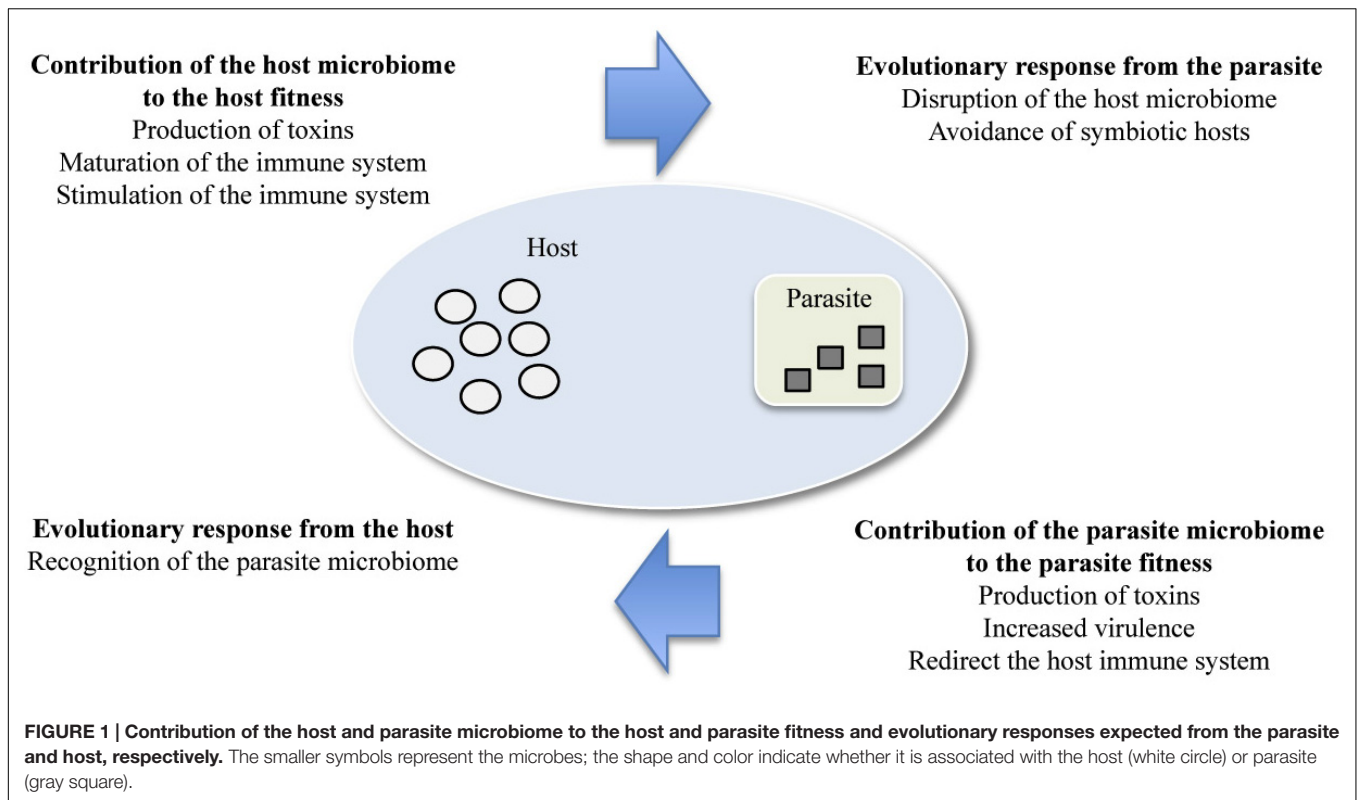 Contribution of the host microbiome
to the host fitness
Production of toxins
Maturation of the immune system
Stimulation of the immune system
Evolutionary response from the parasite
Disruption of the host microbiome
Avoidance of symbiotic hosts
Host
Parasite
Evolutionary response from the host
Recognition of the parasite microbiome
Contribution of the parasite microbiome
to the parasite fitness
Production of toxins
Increased virulence
Redirect the host immune system
FIGURE 1 | Contribution of the host and parasite microbiome to the host and parasite fitness and evolutionary responses expected from the parasite
and host, respectively. The smaller symbols represent the microbes; the shape and color indicate whether it is associated with the host (white circle) or parasite
(gray square).